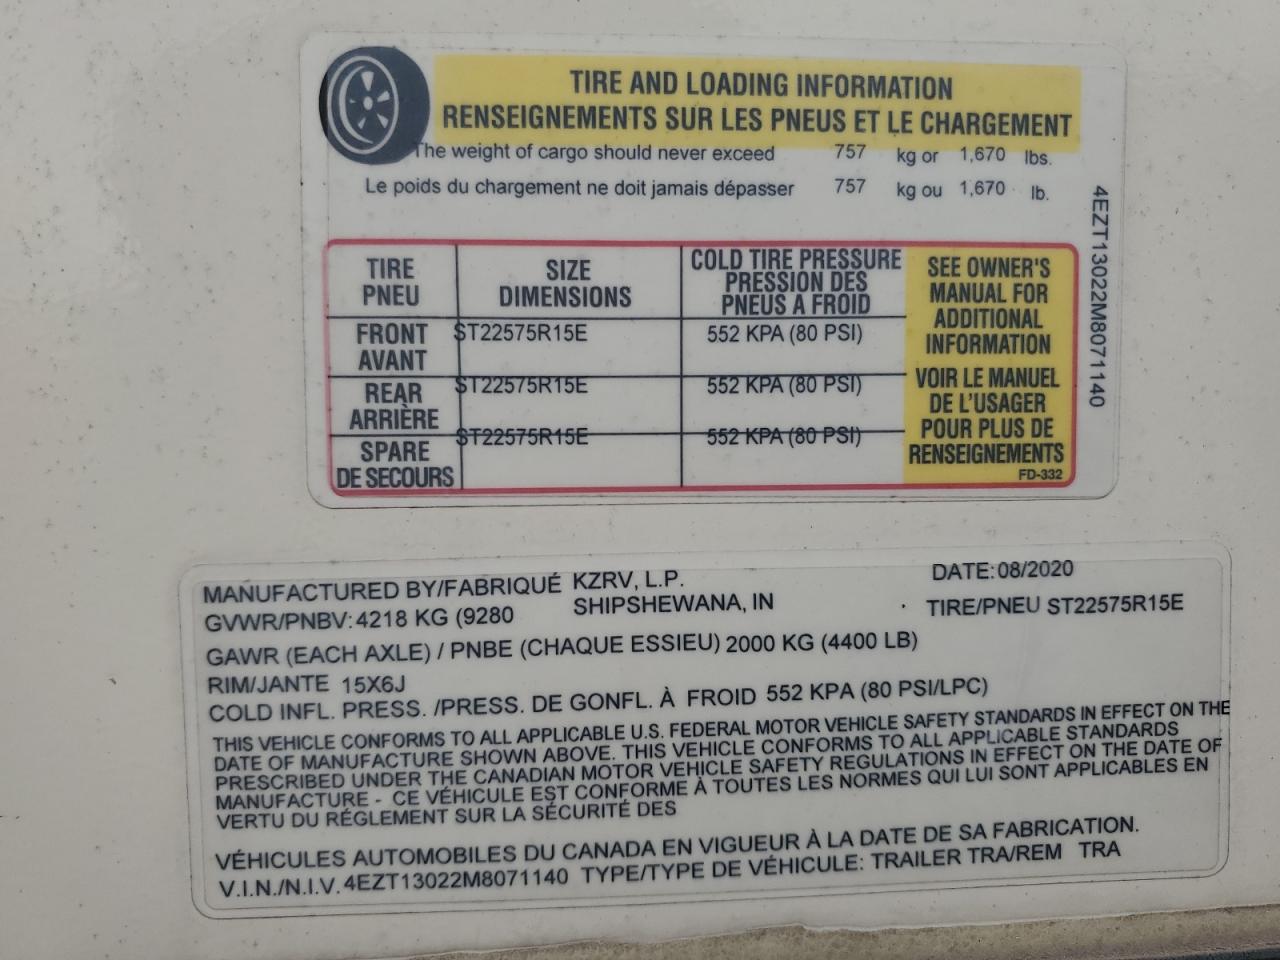 TIRE AND LOADING INFORMATION
RENSEIGNEMENTS SUR LES PNEUS ET LE CHARGEMENT
The weight of cargo should never exceed 757 kg or 1,670 lbs.
Le poids du chargement ne doit jamais dépasser 757 kg ou 1,670 lb.
TIRE
PNEU
SIZE
DIMENSIONS
COLD TIRE PRESSURE
PRESSION DES
PNEUS A FROID
FRONT
AVANT
ST22575R15E
552 KPA (80 PSI)
REAR
ARRIÈRE
ST22575R15E
552 KPA (80 PSI)
SPARE
DE SECOURS
ST22575R15E
552 KPA (80 PSI)
SEE OWNER'S
MANUAL FOR
ADDITIONAL
INFORMATION
VOIR LE MANUEL
DE L'USAGER
POUR PLUS DE
RENSEIGNEMENTS
FD-332
4EZT13022M8071140
MANUFACTURED BY/FABRIQUÉ KZRV, L.P. DATE: 08/2020
GVWR/PNBV: 4218 KG (9280 SHIPSHEWANA, IN TIRE/PNEU ST22575R15E
GAWR (EACH AXLE) / PNBE (CHAQUE ESSIEU) 2000 KG (4400 LB)
RIM/JANTE 15X6J
COLD INFL. PRESS. /PRESS. DE GONFL. À FROID 552 KPA (80 PSI/LPC)
THIS VEHICLE CONFORMS TO ALL APPLICABLE U.S. FEDERAL MOTOR VEHICLE SAFETY STANDARDS IN EFFECT ON THE
DATE OF MANUFACTURE SHOWN ABOVE. THIS VEHICLE CONFORMS TO ALL APPLICABLE STANDARDS
PRESCRIBED UNDER THE CANADIAN MOTOR VEHICLE SAFETY REGULATIONS IN EFFECT ON THE DATE OF
MANUFACTURE - CE VÉHICULE EST CONFORME À TOUTES LES NORMES QUI LUI SONT APPLICABLES EN
VERTU DU RÉGLEMENT SUR LA SÉCURITÉ DES
VÉHICULES AUTOMOBILES DU CANADA EN VIGUEUR À LA DATE DE SA FABRICATION.
V.I.N./N.I.V. 4EZT13022M8071140 TYPE/TYPE DE VÉHICULE: TRAILER TRA/REM TRA